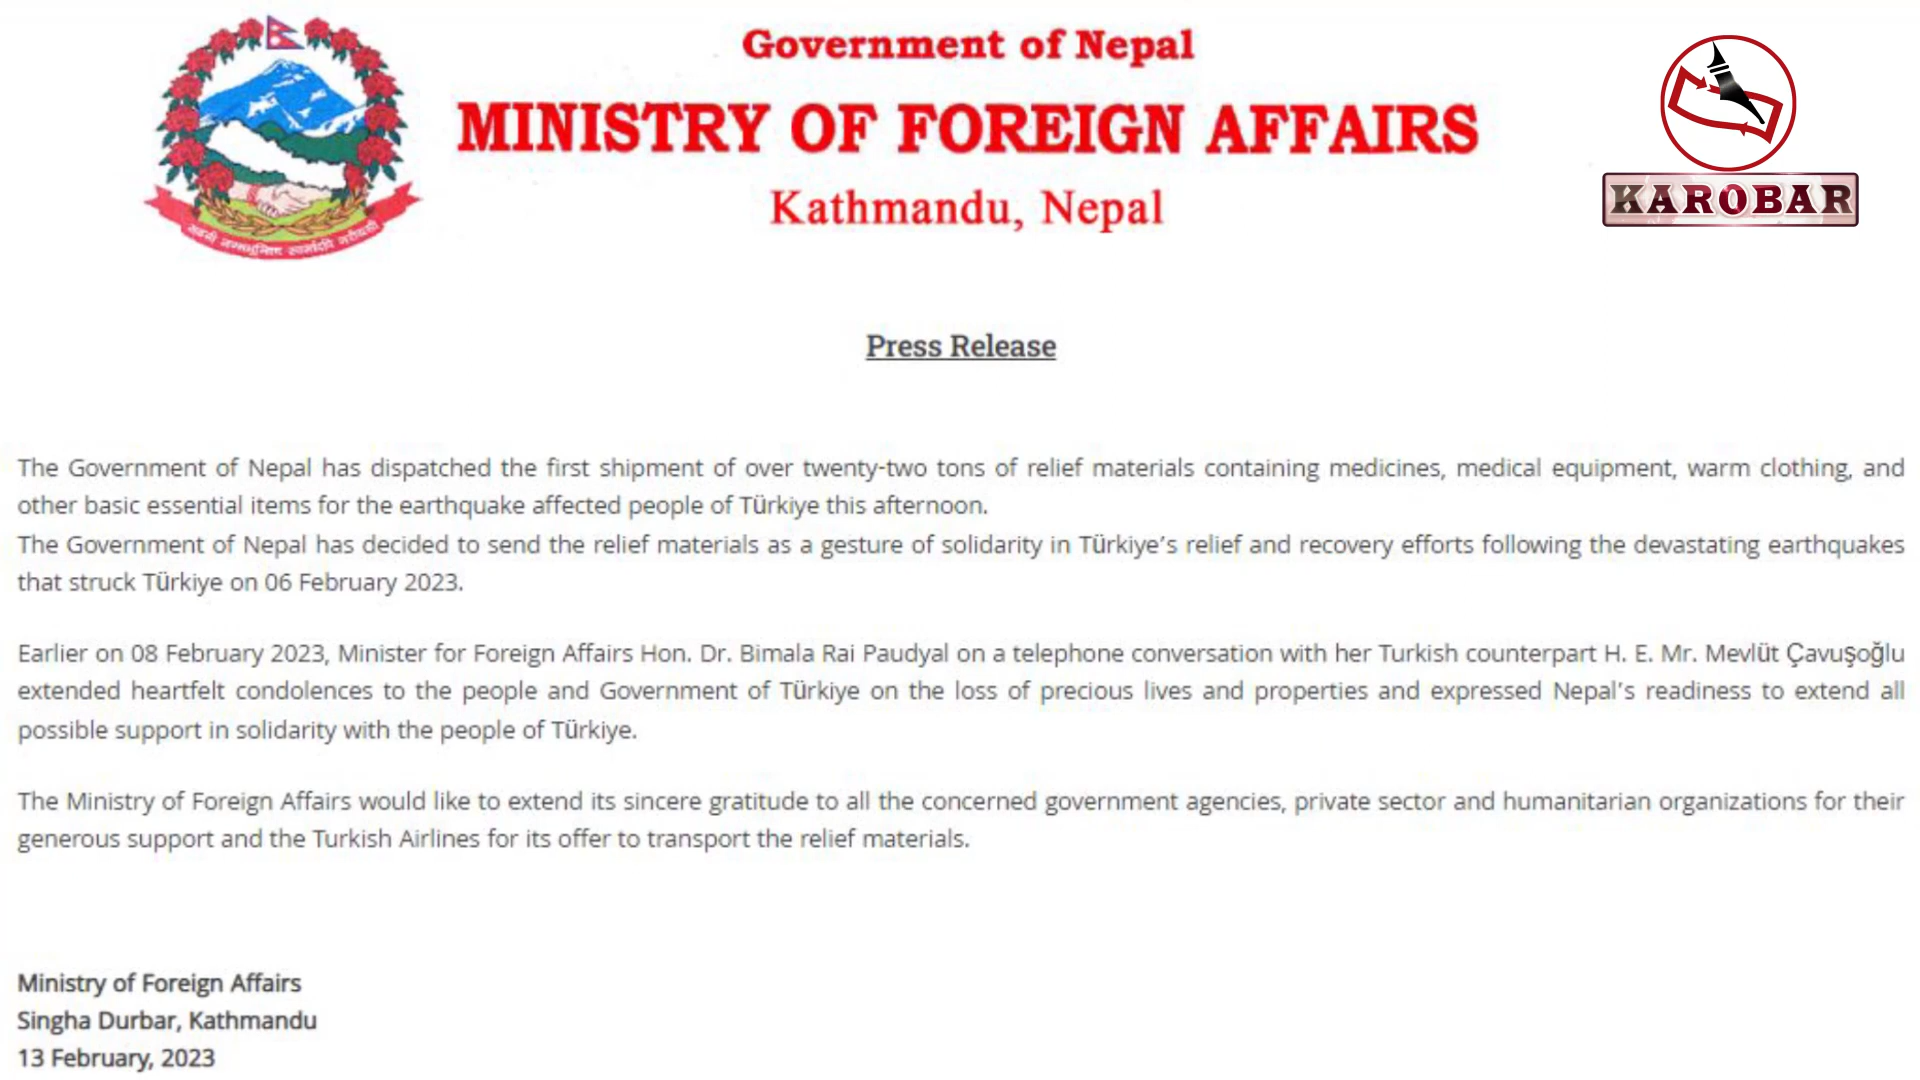 Government of Nepal
MINISTRY OF FOREIGN AFFAIRS
Kathmandu, Nepal
KAROBAR
जननी जन्मभूमिश्च स्वर्गादपि गरीयसी
Press Release
The Government of Nepal has dispatched the first shipment of over twenty-two tons of relief materials containing medicines, medical equipment, warm clothing, and
other basic essential items for the earthquake affected people of Türkiye this afternoon.
The Government of Nepal has decided to send the relief materials as a gesture of solidarity in Türkiye's relief and recovery efforts following the devastating earthquakes
that struck Türkiye on 06 February 2023.
Earlier on 08 February 2023, Minister for Foreign Affairs Hon. Dr. Bimala Rai Paudyal on a telephone conversation with her Turkish counterpart H. E. Mr. Mevlüt Çavuşoğlu
extended heartfelt condolences to the people and Government of Türkiye on the loss of precious lives and properties and expressed Nepal's readiness to extend all
possible support in solidarity with the people of Türkiye.
The Ministry of Foreign Affairs would like to extend its sincere gratitude to all the concerned government agencies, private sector and humanitarian organizations for their
generous support and the Turkish Airlines for its offer to transport the relief materials.
Ministry of Foreign Affairs
Singha Durbar, Kathmandu
13 February, 2023